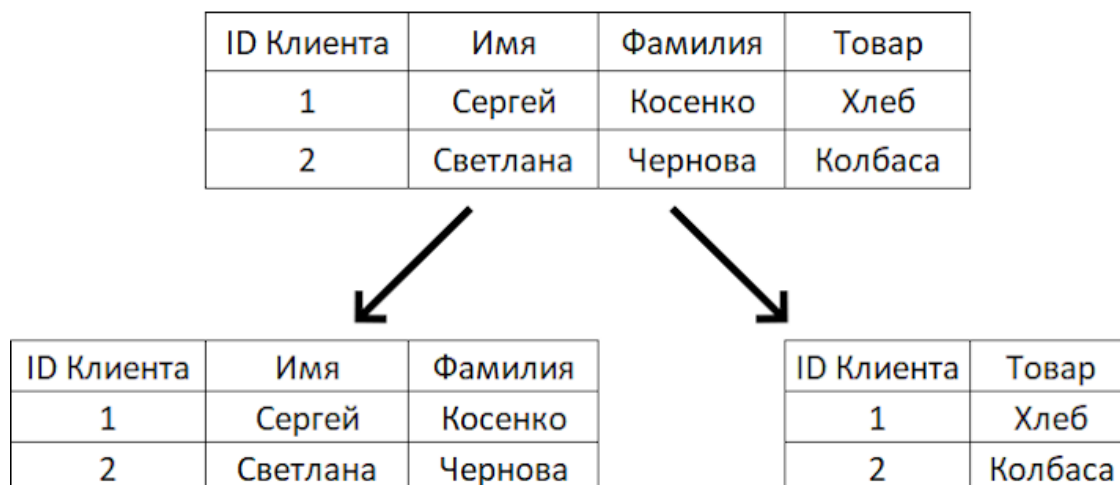 ID Клиента Имя Фамилия Товар
1 Сергей Косенко Хлеб
2 Светлана Чернова Колбаса
ID Клиента Имя Фамилия
1 Сергей Косенко
2 Светлана Чернова
ID Клиента Товар
1 Хлеб
2 Колбаса